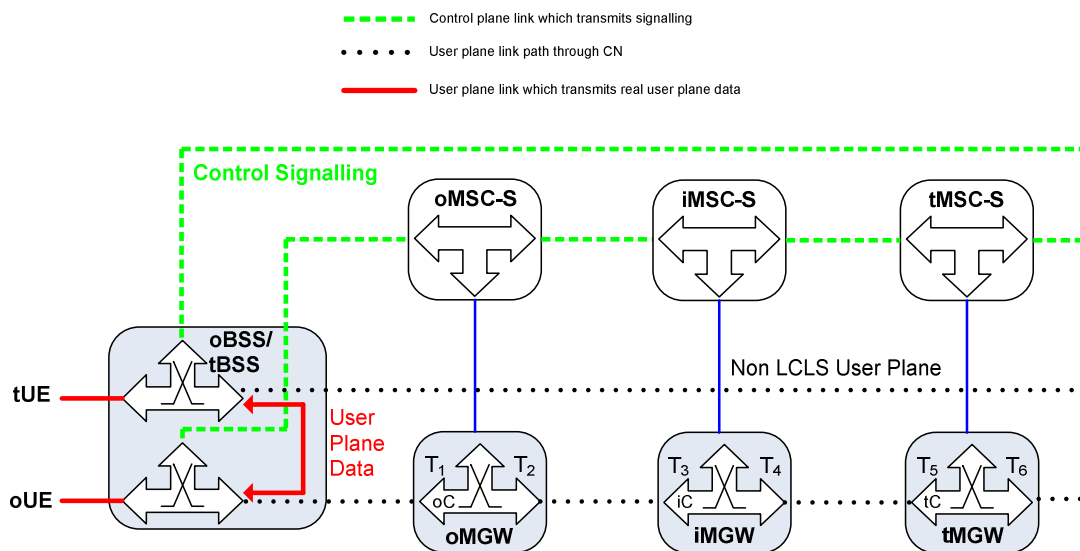 Control plane link which transmits signalling
User plane link path through CN
User plane link which transmits real user plane data
Control Signalling
oMSC-S
iMSC-S
tMSC-S
oBSS/
tBSS
Non LCLS User Plane
tUE
User
Plane
Data
T1
T2
T3
T4
T5
T6
oUE
oC
iC
tC
oMGW
iMGW
tMGW